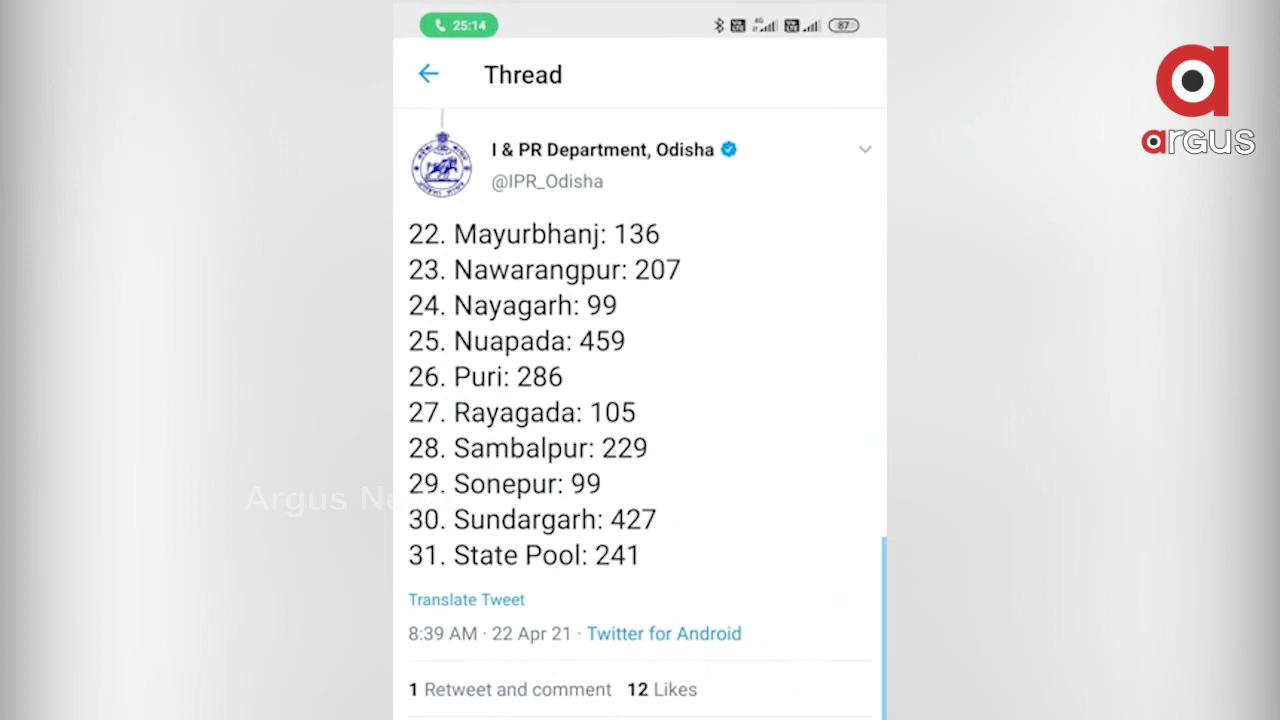 25:14
87
argus
Thread
I & PR Department, Odisha
@IPR_Odisha
22. Mayurbhanj: 136
23. Nawarangpur: 207
24. Nayagarh: 99
25. Nuapada: 459
26. Puri: 286
27. Rayagada: 105
28. Sambalpur: 229
29. Sonepur: 99
Argus Ne
30. Sundargarh: 427
31. State Pool: 241
Translate Tweet
8:39 AM · 22 Apr 21 · Twitter for Android
1 Retweet and comment 12 Likes